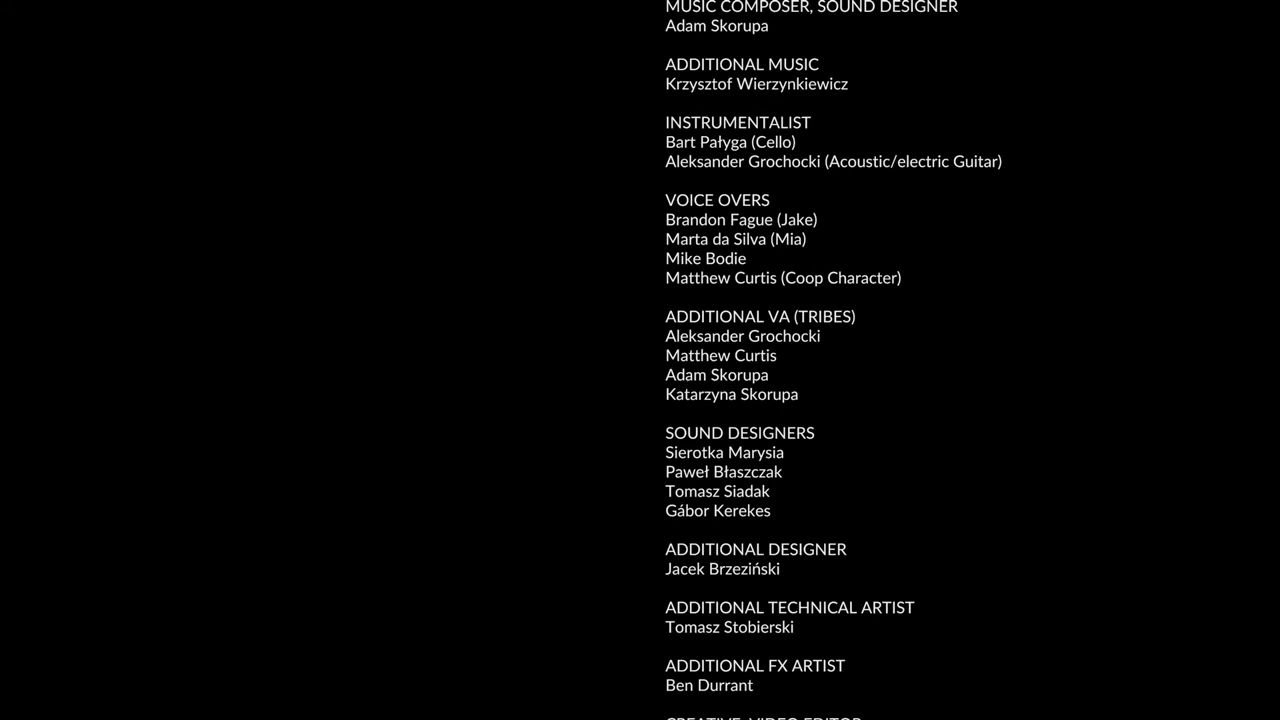 MUSIC COMPOSER, SOUND DESIGNER
Adam Skorupa
ADDITIONAL MUSIC
Krzysztof Wierzynkiewicz
INSTRUMENTALIST
Bart Pałyga (Cello)
Aleksander Grochocki (Acoustic/electric Guitar)
VOICE OVERS
Brandon Fague (Jake)
Marta da Silva (Mia)
Mike Bodie
Matthew Curtis (Coop Character)
ADDITIONAL VA (TRIBES)
Aleksander Grochocki
Matthew Curtis
Adam Skorupa
Katarzyna Skorupa
SOUND DESIGNERS
Sierotka Marysia
Paweł Błaszczak
Tomasz Siadak
Gábor Kerekes
ADDITIONAL DESIGNER
Jacek Brzeziński
ADDITIONAL TECHNICAL ARTIST
Tomasz Stobierski
ADDITIONAL FX ARTIST
Ben Durrant
CREATIVE, VIDEO EDITOR